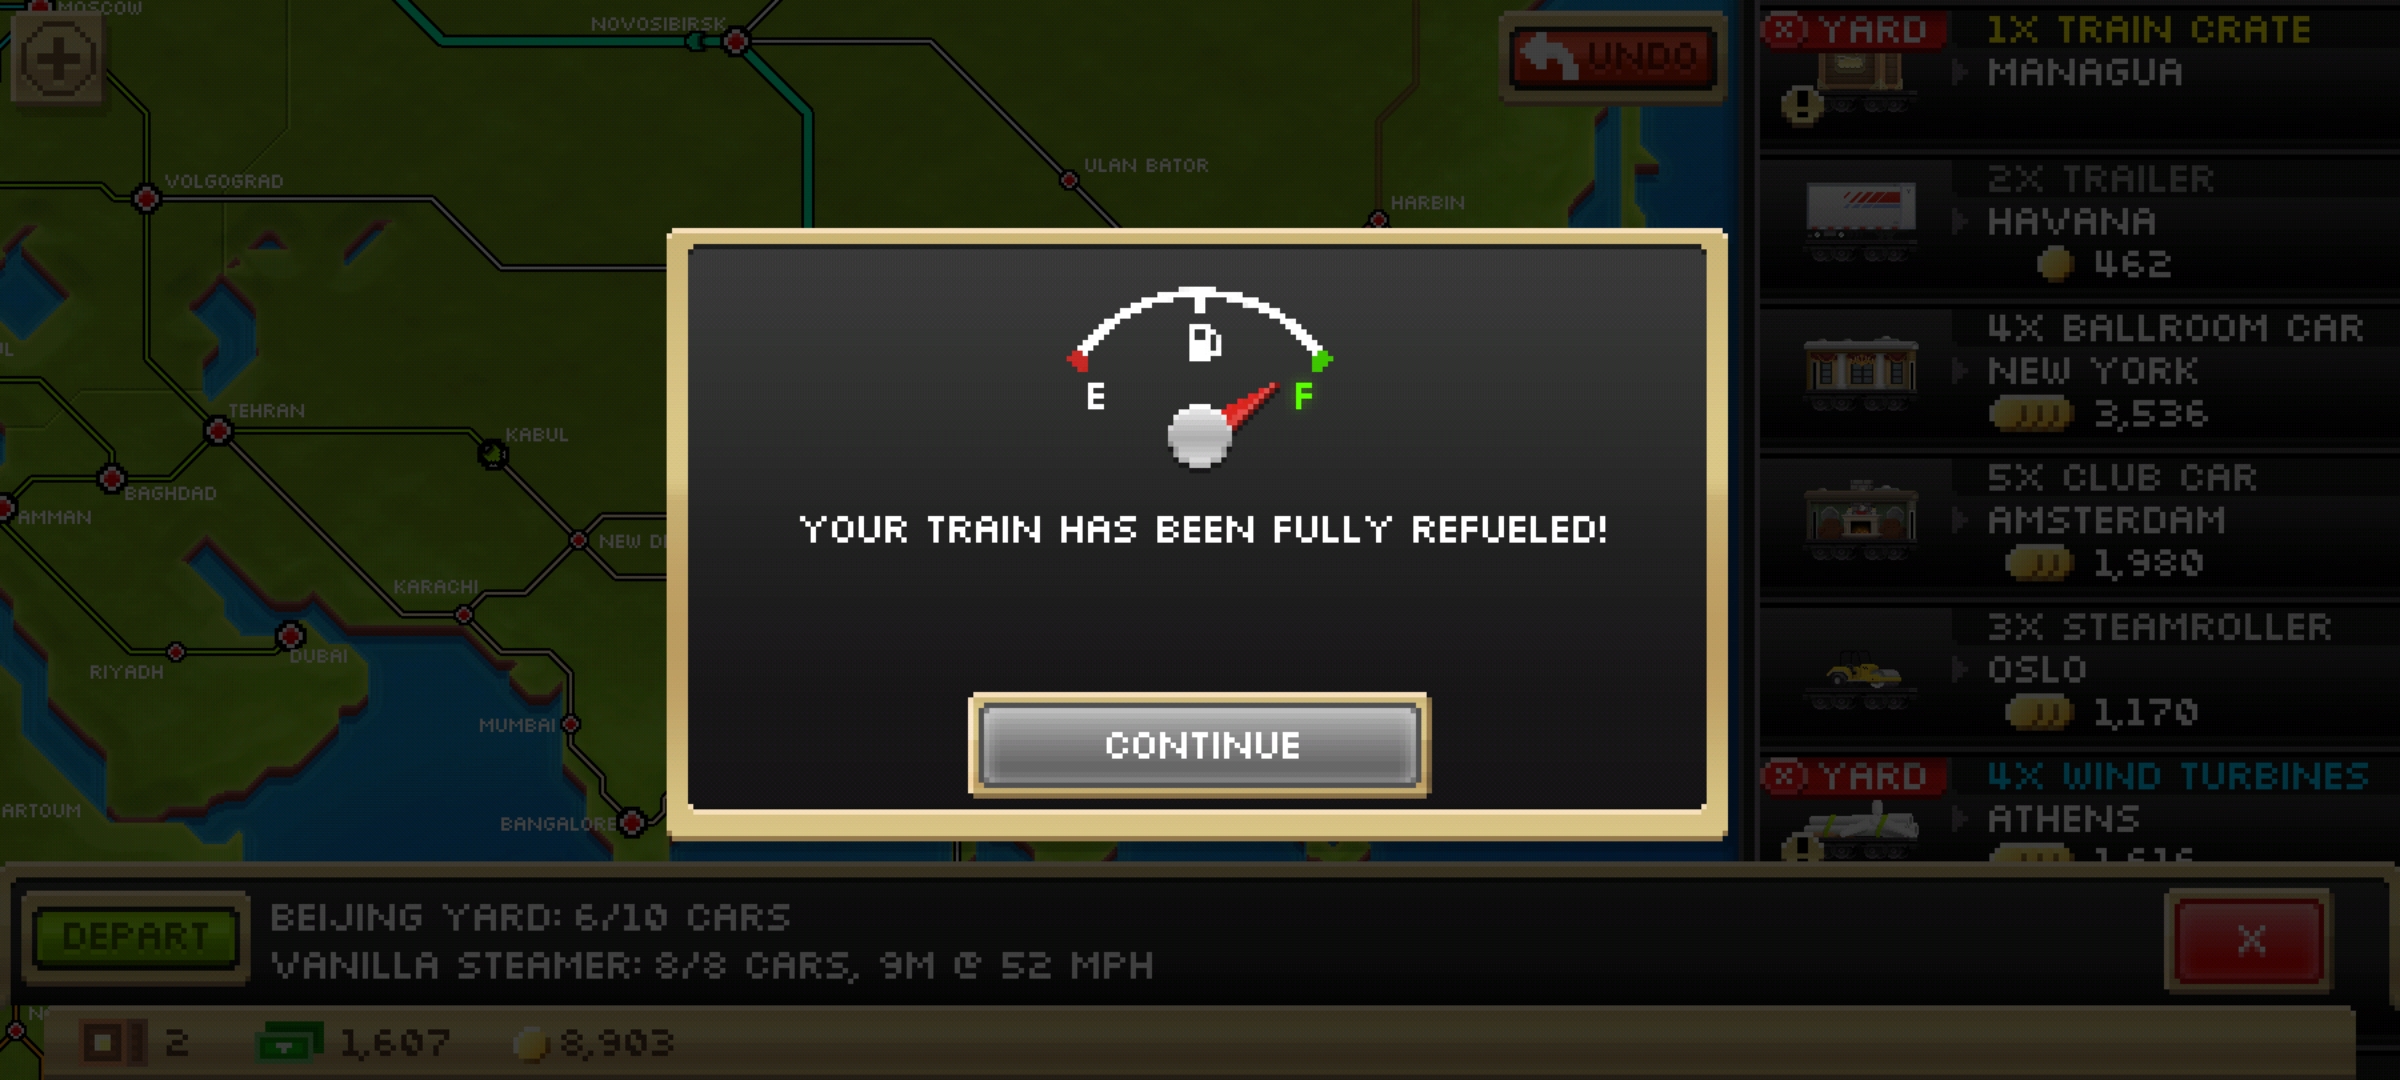 MOSCOW
NOVOSIBIRSK
UNDO
VOLGOGRAD
ULAN BATOR
HARBIN
TEHRAN
KABUL
BAGHDAD
AMMAN
NEW
KARACHI
RIYADH
DUBAI
MUMBAI
ARTOUM
BANGALORE
E
F
YOUR TRAIN HAS BEEN FULLY REFUELED!
CONTINUE
YARD
1X TRAIN CRATE
MANAGUA
2X TRAILER
HAVANA
462
4X BALLROOM CAR
NEW YORK
3,536
5X CLUB CAR
AMSTERDAM
1,980
3X STEAMROLLER
OSLO
1,170
YARD
4X WIND TURBINES
ATHENS
1,616
DEPART
BEIJING YARD: 6/10 CARS
VANILLA STEAMER: 8/8 CARS, 9M @ 52 MPH
X
2
1,607
8,903